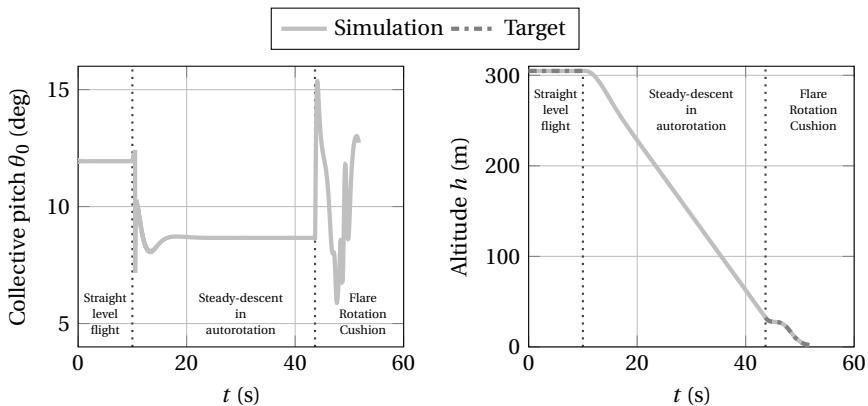 Simulation Target
15
10
5
Collective pitch θ₀ (deg)
Straight
level
flight
Steady-descent
in
autorotation
Flare
Rotation
Cushion
0 20 40 60
t (s)
300
200
100
0
Altitude h (m)
Straight
level
flight
Steady-descent
in
autorotation
Flare
Rotation
Cushion
0 20 40 60
t (s)